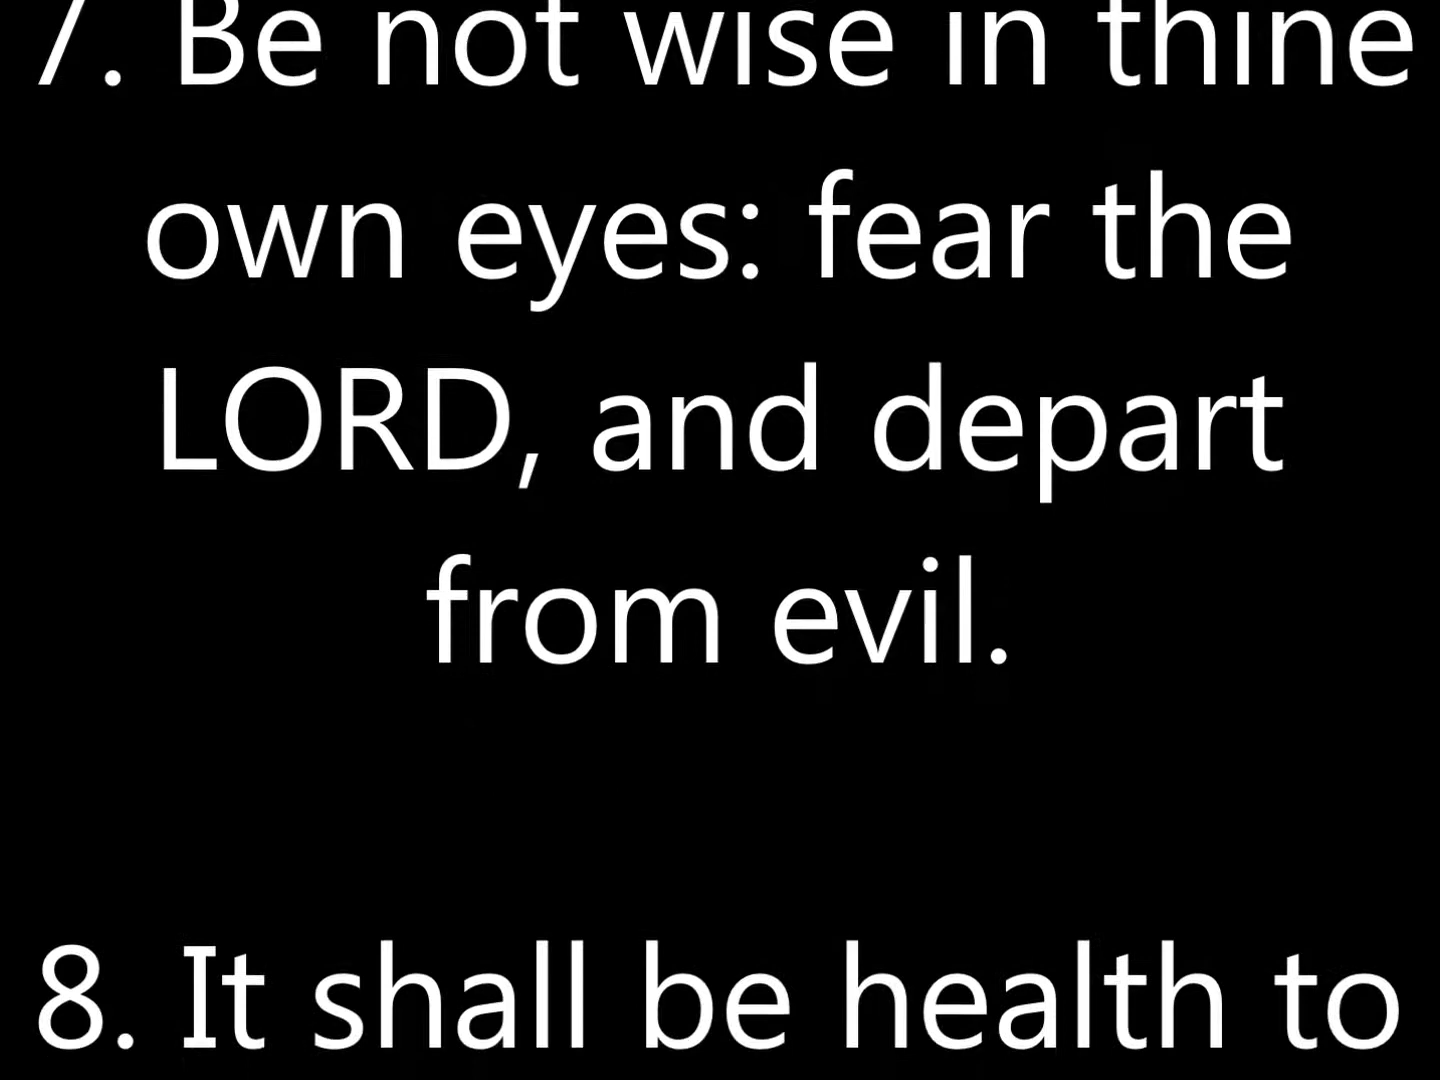 7. Be not wise in thine
own eyes: fear the
LORD, and depart
from evil.
8. It shall be health to